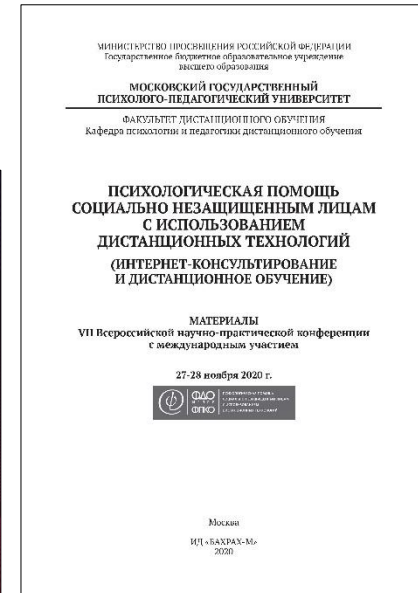 МИНИСТЕРСТВО ПРОСВЕЩЕНИЯ РОССИЙСКОЙ ФЕДЕРАЦИИ
Государственное бюджетное образовательное учреждение
высшего образования
МОСКОВСКИЙ ГОСУДАРСТВЕННЫЙ
ПСИХОЛОГО-ПЕДАГОГИЧЕСКИЙ УНИВЕРСИТЕТ
ФАКУЛЬТЕТ ДИСТАНЦИОННОГО ОБУЧЕНИЯ
Кафедра психологии и педагогики дистанционного обучения
ПСИХОЛОГИЧЕСКАЯ ПОМОЩЬ
СОЦИАЛЬНО НЕЗАЩИЩЕННЫМ ЛИЦАМ
С ИСПОЛЬЗОВАНИЕМ
ДИСТАНЦИОННЫХ ТЕХНОЛОГИЙ
(ИНТЕРНЕТ-КОНСУЛЬТИРОВАНИЕ
И ДИСТАНЦИОННОЕ ОБУЧЕНИЕ)
МАТЕРИАЛЫ
VII Всероссийской научно-практической конференции
с международным участием
27-28 ноября 2020 г.
ФДО
ФПКО
Москва
ИД «БАХРАХ-М»
2020